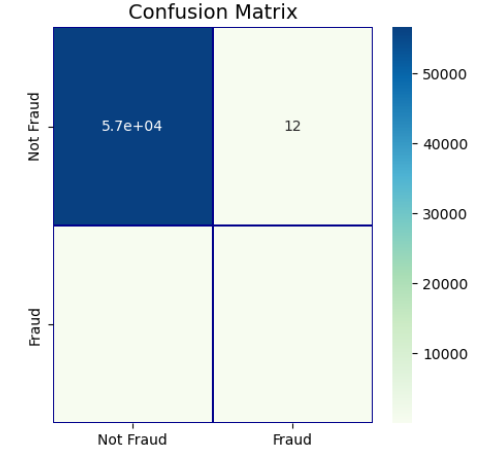 Confusion Matrix
Not Fraud
5.7e+04
12
Fraud
Not Fraud
Fraud
50000
40000
30000
20000
10000